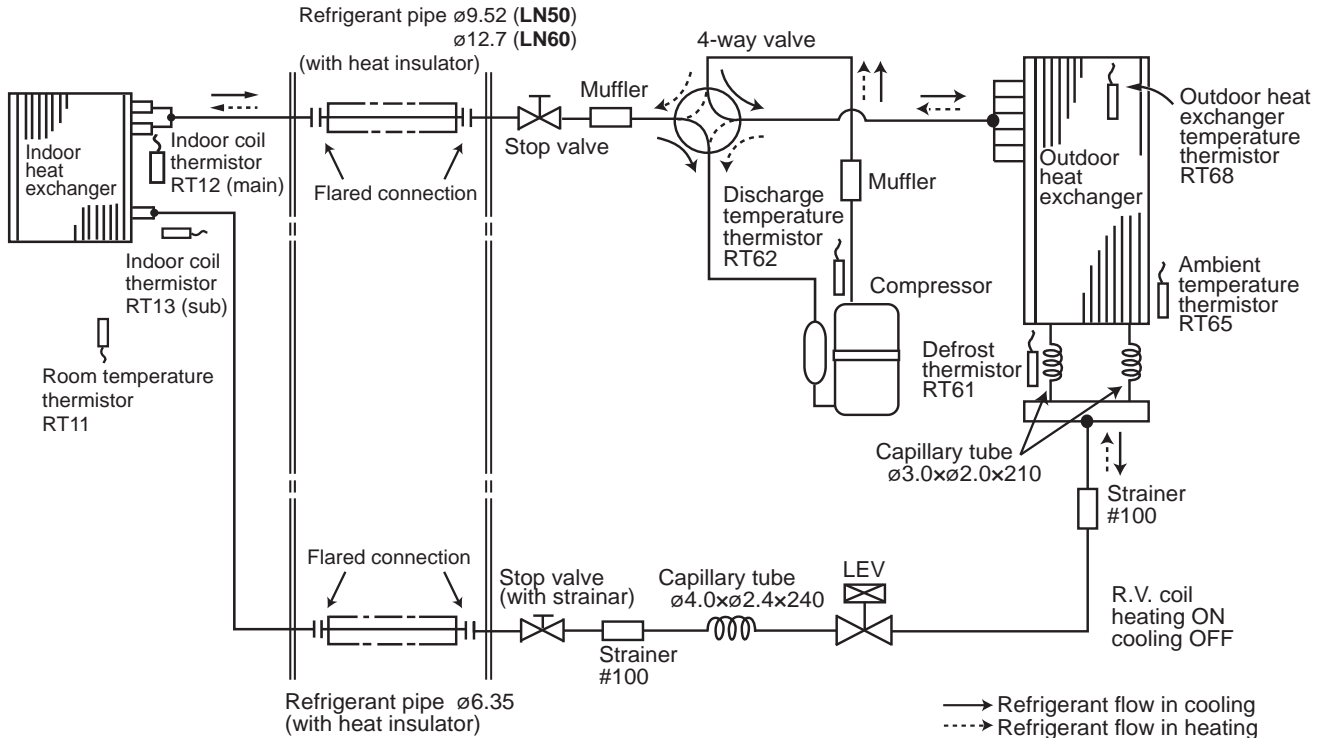 Refrigerant pipe ø9.52 (LN50)
ø12.7 (LN60)
(with heat insulator)
4-way valve
Muffler
Stop valve
Flared connection
Indoor
heat
exchanger
Indoor coil
thermistor
RT12 (main)
Indoor coil
thermistor
RT13 (sub)
Room temperature
thermistor
RT11
Discharge
temperature
thermistor
RT62
Muffler
Compressor
Outdoor
heat
exchanger
Outdoor heat
exchanger
temperature
thermistor
RT68
Ambient
temperature
thermistor
RT65
Defrost
thermistor
RT61
Capillary tube
ø3.0×ø2.0×210
Strainer
#100
Flared connection
Stop valve
(with strainar)
Capillary tube
ø4.0×ø2.4×240
LEV
Strainer
#100
R.V. coil
heating ON
cooling OFF
Refrigerant pipe ø6.35
(with heat insulator)
Refrigerant flow in cooling
Refrigerant flow in heating